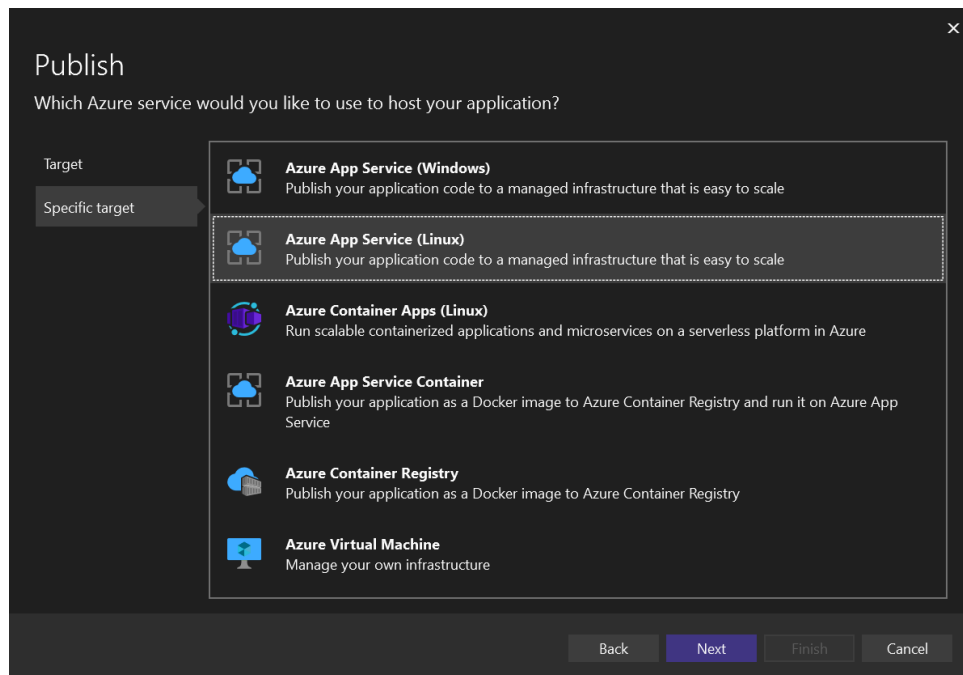 Publish
Which Azure service would you like to use to host your application?
Target
Specific target
Azure App Service (Windows)
Publish your application code to a managed infrastructure that is easy to scale
Azure App Service (Linux)
Publish your application code to a managed infrastructure that is easy to scale
Azure Container Apps (Linux)
Run scalable containerized applications and microservices on a serverless platform in Azure
Azure App Service Container
Publish your application as a Docker image to Azure Container Registry and run it on Azure App
Service
Azure Container Registry
Publish your application as a Docker image to Azure Container Registry
Azure Virtual Machine
Manage your own infrastructure
Back
Next
Finish
Cancel